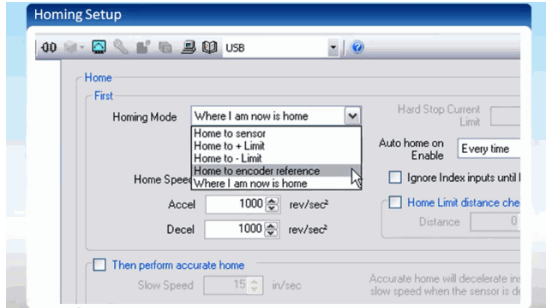 Homing Setup
USB
Home
First
Homing Mode
Where I am now is home
Home to sensor
Home to + Limit
Home to - Limit
Home to encoder reference
Where I am now is home
Home Speed
Accel
1000
rev/sec²
Decel
1000
rev/sec²
Hard Stop Current
Limit
Auto home on
Enable
Every time
Ignore Index inputs until
Home Limit distance che
Distance
0
Then perform accurate home
Slow Speed
15
in/sec
Accurate home will decelerate ins
slow speed when the sensor is de